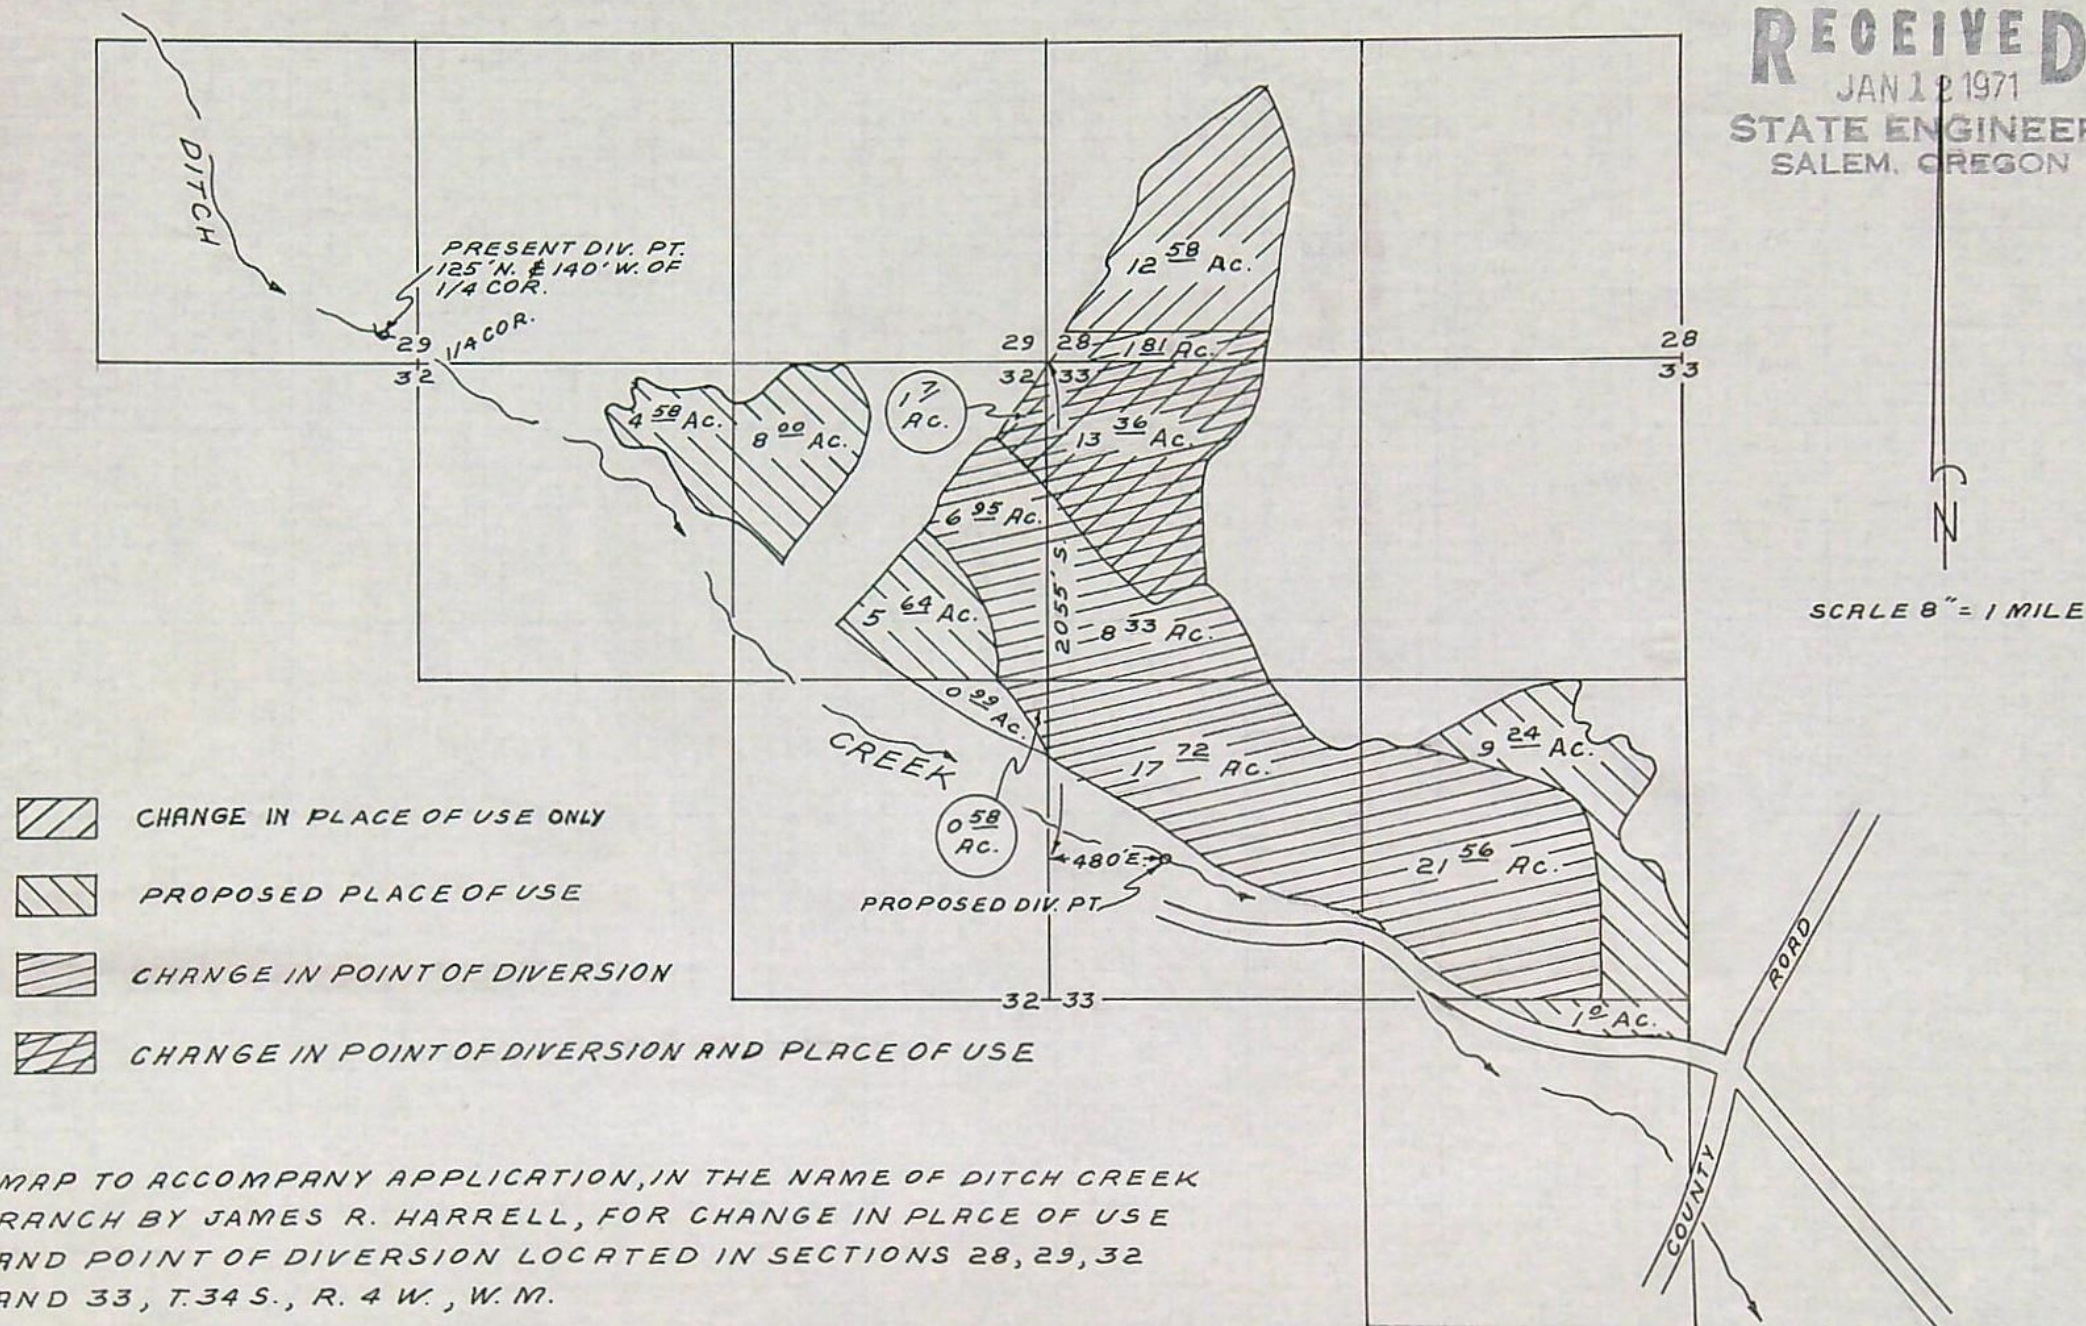 RECEIVED
JAN 12 1971
STATE ENGINEER
SALEM, OREGON
DITCH
PRESENT DIV. PT.
125' N. & 140' W. OF
1/4 COR.
1/4 COR.
29
32
29 28
32 33
28
33
12 58 AC.
1 81 AC.
1 7
AC.
13 36 AC.
4 58 AC.
8 00 AC.
6 95 AC.
2055' S.
5 64 AC.
8 33 AC.
0 99 AC.
CREEK
17 72 AC.
9 24 AC.
0 58
AC.
480' E.
PROPOSED DIV. PT.
21 56 AC.
32 33
1 0 AC.
COUNTY ROAD
N
SCALE 8" = 1 MILE
CHANGE IN PLACE OF USE ONLY
PROPOSED PLACE OF USE
CHANGE IN POINT OF DIVERSION
CHANGE IN POINT OF DIVERSION AND PLACE OF USE
MAP TO ACCOMPANY APPLICATION, IN THE NAME OF DITCH CREEK
RANCH BY JAMES R. HARRELL, FOR CHANGE IN PLACE OF USE
AND POINT OF DIVERSION LOCATED IN SECTIONS 28, 29, 32
AND 33, T. 34 S., R. 4 W., W. M.